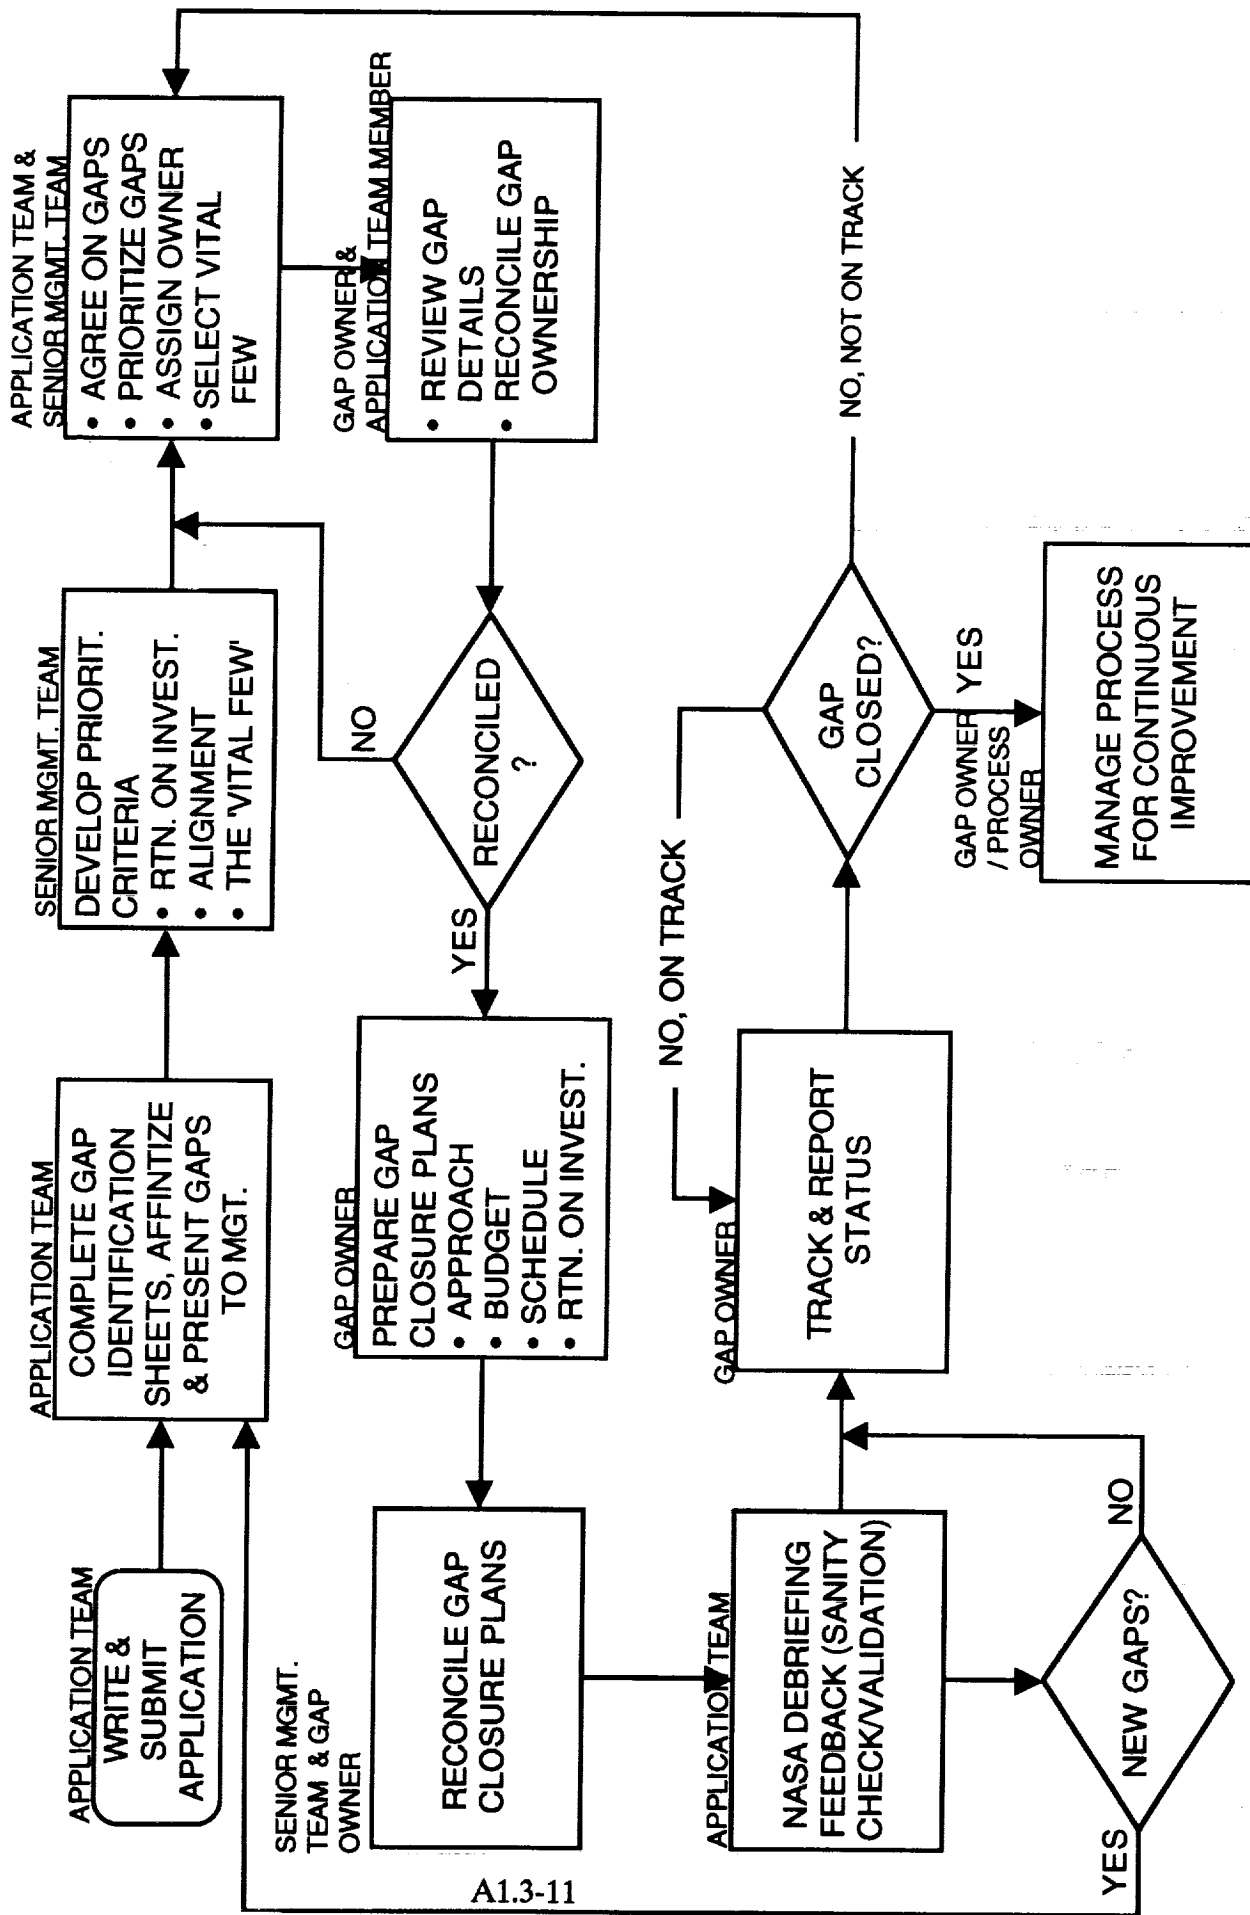 APPLICATION TEAM
WRITE &
SUBMIT
APPLICATION
APPLICATION TEAM
COMPLETE GAP
IDENTIFICATION
SHEETS, AFFINTIZE
& PRESENT GAPS
TO MGT.
SENIOR MGMT. TEAM
DEVELOP PRIORIT.
CRITERIA
• RTN. ON INVEST.
• ALIGNMENT
• THE 'VITAL FEW'
APPLICATION TEAM &
SENIOR MGMT. TEAM
• AGREE ON GAPS
• PRIORITIZE GAPS
• ASSIGN OWNER
• SELECT VITAL
FEW
GAP OWNER &
APPLICATION TEAM MEMBER
• REVIEW GAP
DETAILS
• RECONCILE GAP
OWNERSHIP
RECONCILED
?
NO
YES
GAP OWNER
PREPARE GAP
CLOSURE PLANS
• APPROACH
• BUDGET
• SCHEDULE
• RTN. ON INVEST.
SENIOR MGMT.
TEAM & GAP
OWNER
RECONCILE GAP
CLOSURE PLANS
APPLICATION TEAM
NASA DEBRIEFING
FEEDBACK (SANITY
CHECK/VALIDATION)
NEW GAPS?
YES
NO
GAP OWNER
TRACK & REPORT
STATUS
NO, ON TRACK
GAP
CLOSED?
NO, NOT ON TRACK
YES
GAP OWNER
/ PROCESS
OWNER
MANAGE PROCESS
FOR CONTINUOUS
IMPROVEMENT
A1.3-11